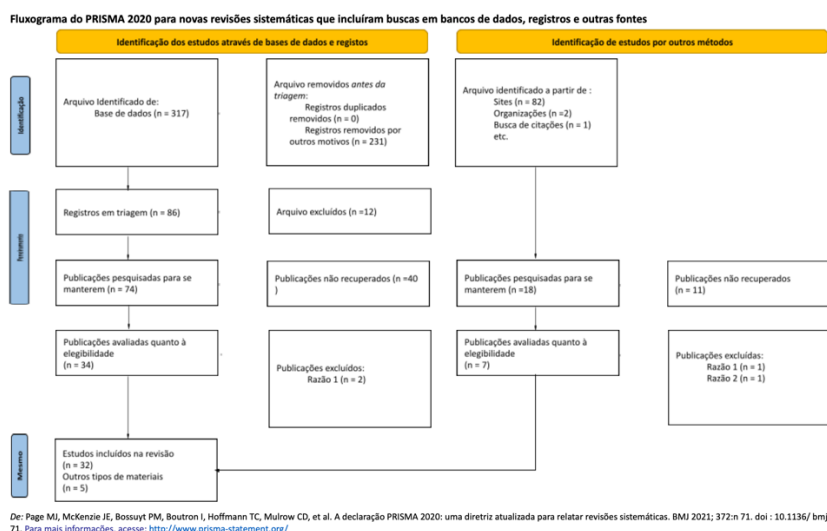 Fluxograma do PRISMA 2020 para novas revisões sistemáticas que incluíram buscas em bancos de dados, registros e outras fontes
Identificação dos estudos através de bases de dados e registos
Identificação de estudos por outros métodos
Identificação
Arquivo Identificado de:
Base de dados (n = 317)
Arquivo removidos antes da
triagem:
Registros duplicados
removidos (n = 0)
Registros removidos por
outros motivos (n = 231)
Arquivo identificado a partir de :
Sites (n = 82)
Organizações (n =2)
Busca de citações (n = 1)
etc.
Registros em triagem (n = 86)
Arquivo excluídos (n =12)
Publicações pesquisadas para se
manterem (n = 74)
Publicações não recuperados (n =40
)
Publicações pesquisadas para se
manterem (n =18)
Publicações não recuperados
(n = 11)
Publicações avaliadas quanto à
elegibilidade
(n = 34)
Publicações excluídos:
Razão 1 (n = 2)
Publicações avaliadas quanto à
elegibilidade
(n = 7)
Publicações excluídas:
Razão 1 (n = 1)
Razão 2 (n = 1)
Mesmo
Estudos incluídos na revisão
(n = 32)
Outros tipos de materiais
(n = 5)
De: Page MJ, McKenzie JE, Bossuyt PM, Boutron I, Hoffmann TC, Mulrow CD, et al. A declaração PRISMA 2020: uma diretriz atualizada para relatar revisões sistemáticas. BMJ 2021; 372:n 71. doi : 10.1136/ bmj
71. Para mais informações, acesse: http://www.prisma-statement.org/